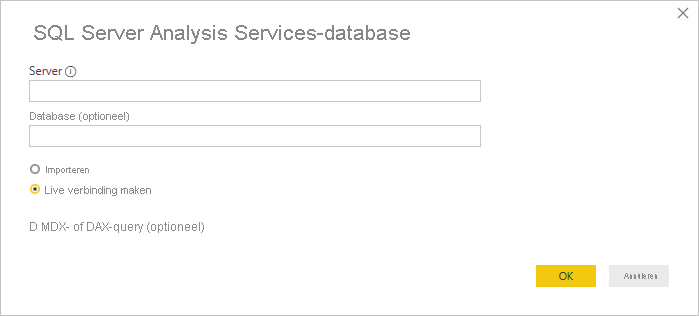 SQL Server Analysis Services-database
Server
Database (optioneel)
Importeren
Live verbinding maken
D MDX- of DAX-query (optioneel)
OK
Annuleren